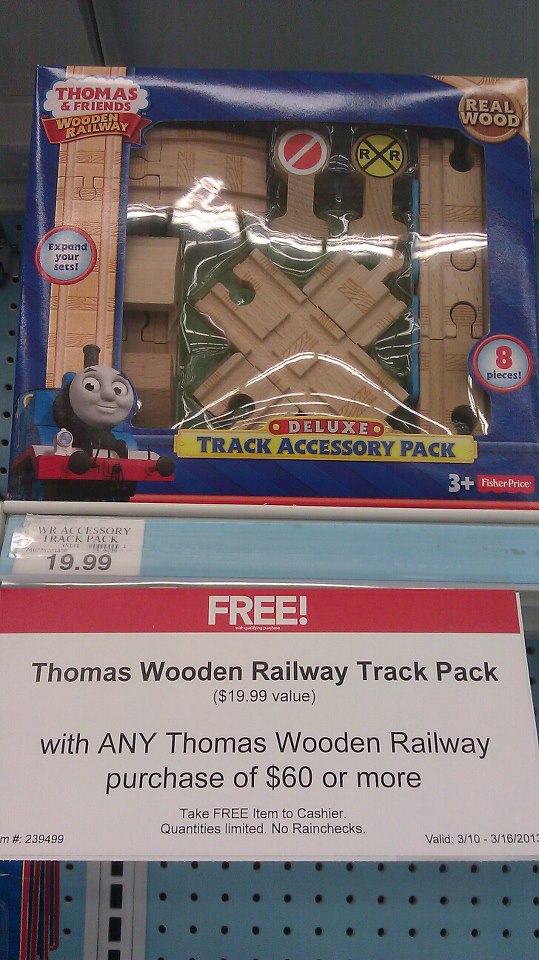 THOMAS
& FRIENDS
WOODEN
RAILWAY
REAL
WOOD
R R
Expand
your
sets!
8
pieces!
DELUXE
TRACK ACCESSORY PACK
3+ Fisher-Price
WR ACCESSORY
TRACK PACK
19.99
FREE!
with qualifying purchase
Thomas Wooden Railway Track Pack
($19.99 value)
with ANY Thomas Wooden Railway
purchase of $60 or more
Take FREE Item to Cashier.
Quantities limited. No Rainchecks.
m #: 239499
Valid: 3/10 - 3/16/2013